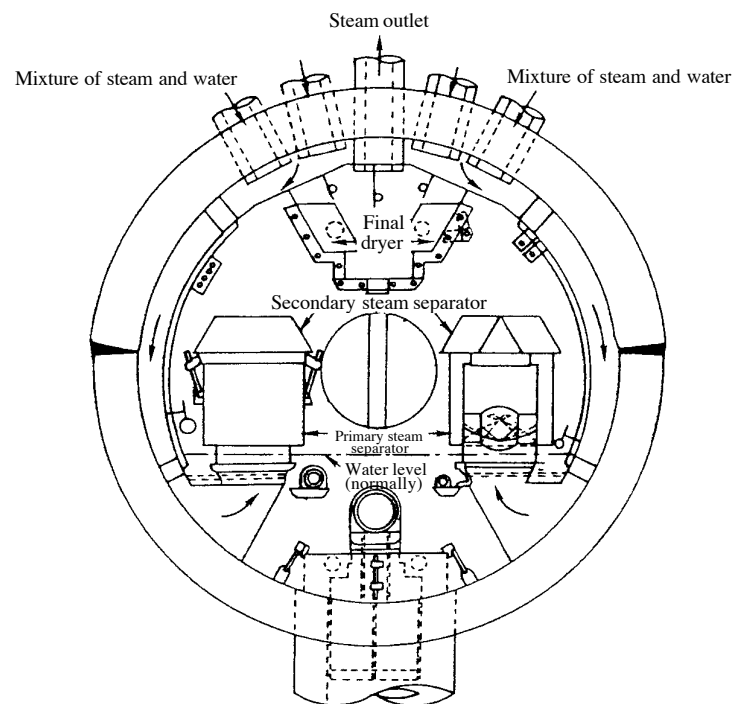 Steam outlet
Mixture of steam and water
Mixture of steam and water
Final
dryer
Secondary steam separator
Primary steam
separator
Water level
(normally)